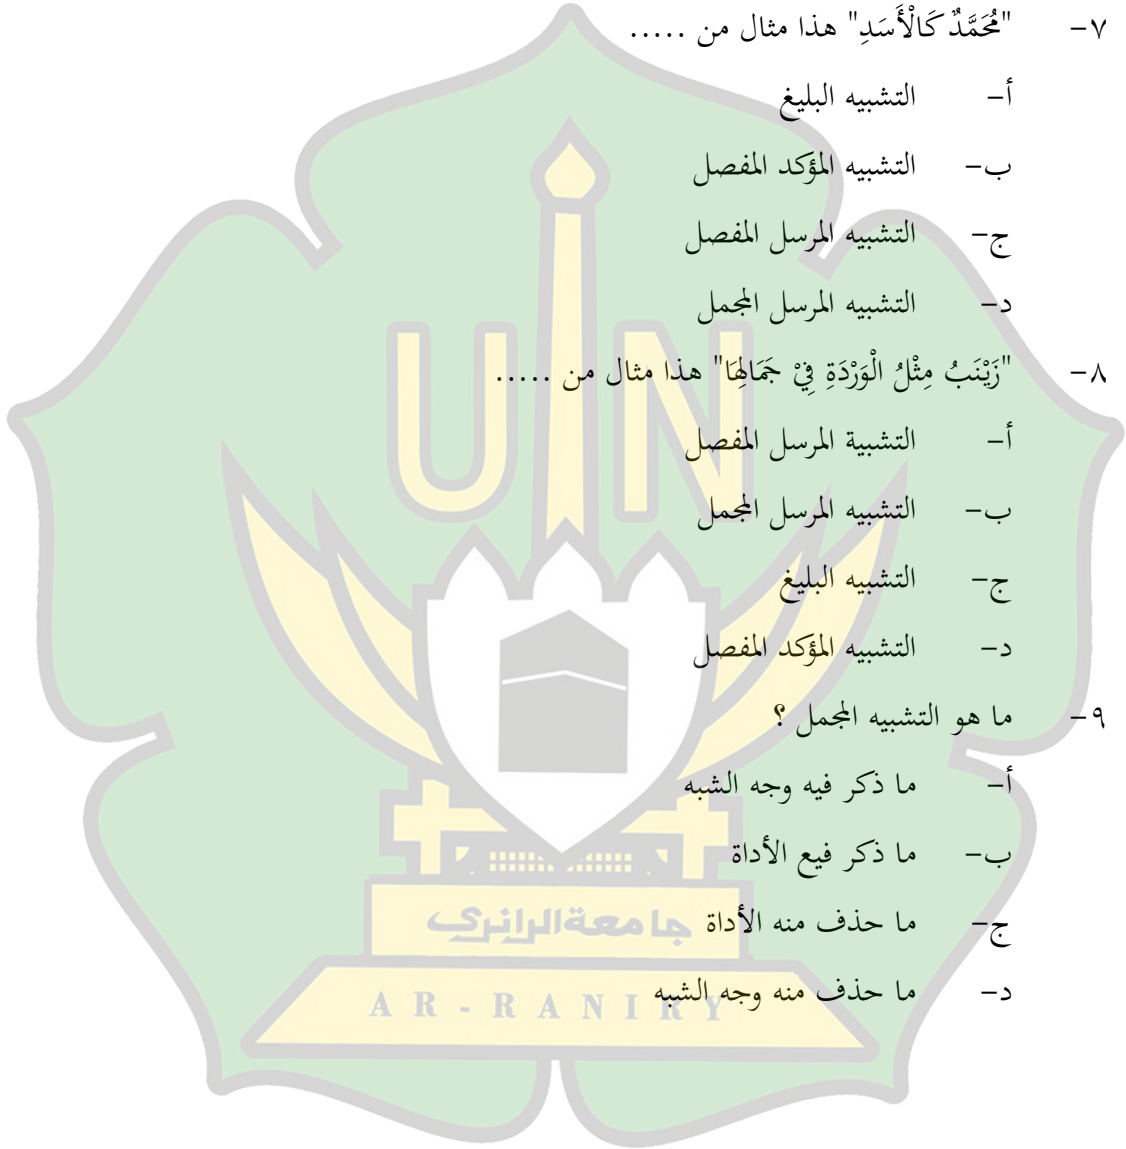 ٧- "مُحَمَّدٌ كَالْأَسَدِ" هذا مثال من .....
أ- التشبيه البليغ
ب- التشبيه المؤكد المفصل
ج- التشبيه المرسل المفصل
د- التشبيه المرسل المجمل
٨- "زَيْنَبُ مِثْلُ الْوَرْدَةِ فِيْ جَمَالِهَا" هذا مثال من .....
أ- التشبية المرسل المفصل
ب- التشبيه المرسل المجمل
ج- التشبيه البليغ
د- التشبيه المؤكد المفصل
٩- ما هو التشبيه المجمل ؟
أ- ما ذكر فيه وجه الشبه
ب- ما ذكر فيع الأداة
ج- ما حذف منه الأداة
د- ما حذف منه وجه الشبه
UIN
جامعةالرانري
AR-RANIRY